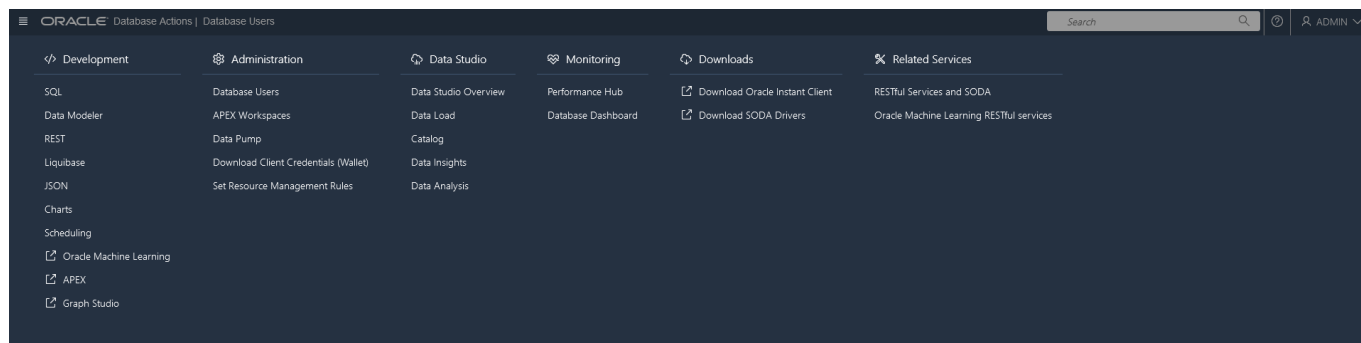 ORACLE Database Actions | Database Users
Search
ADMIN
Development
SQL
Data Modeler
REST
Liquibase
JSON
Charts
Scheduling
Oracle Machine Learning
APEX
Graph Studio
Administration
Database Users
APEX Workspaces
Data Pump
Download Client Credentials (Wallet)
Set Resource Management Rules
Data Studio
Data Studio Overview
Data Load
Catalog
Data Insights
Data Analysis
Monitoring
Performance Hub
Database Dashboard
Downloads
Download Oracle Instant Client
Download SODA Drivers
Related Services
RESTful Services and SODA
Oracle Machine Learning RESTful services